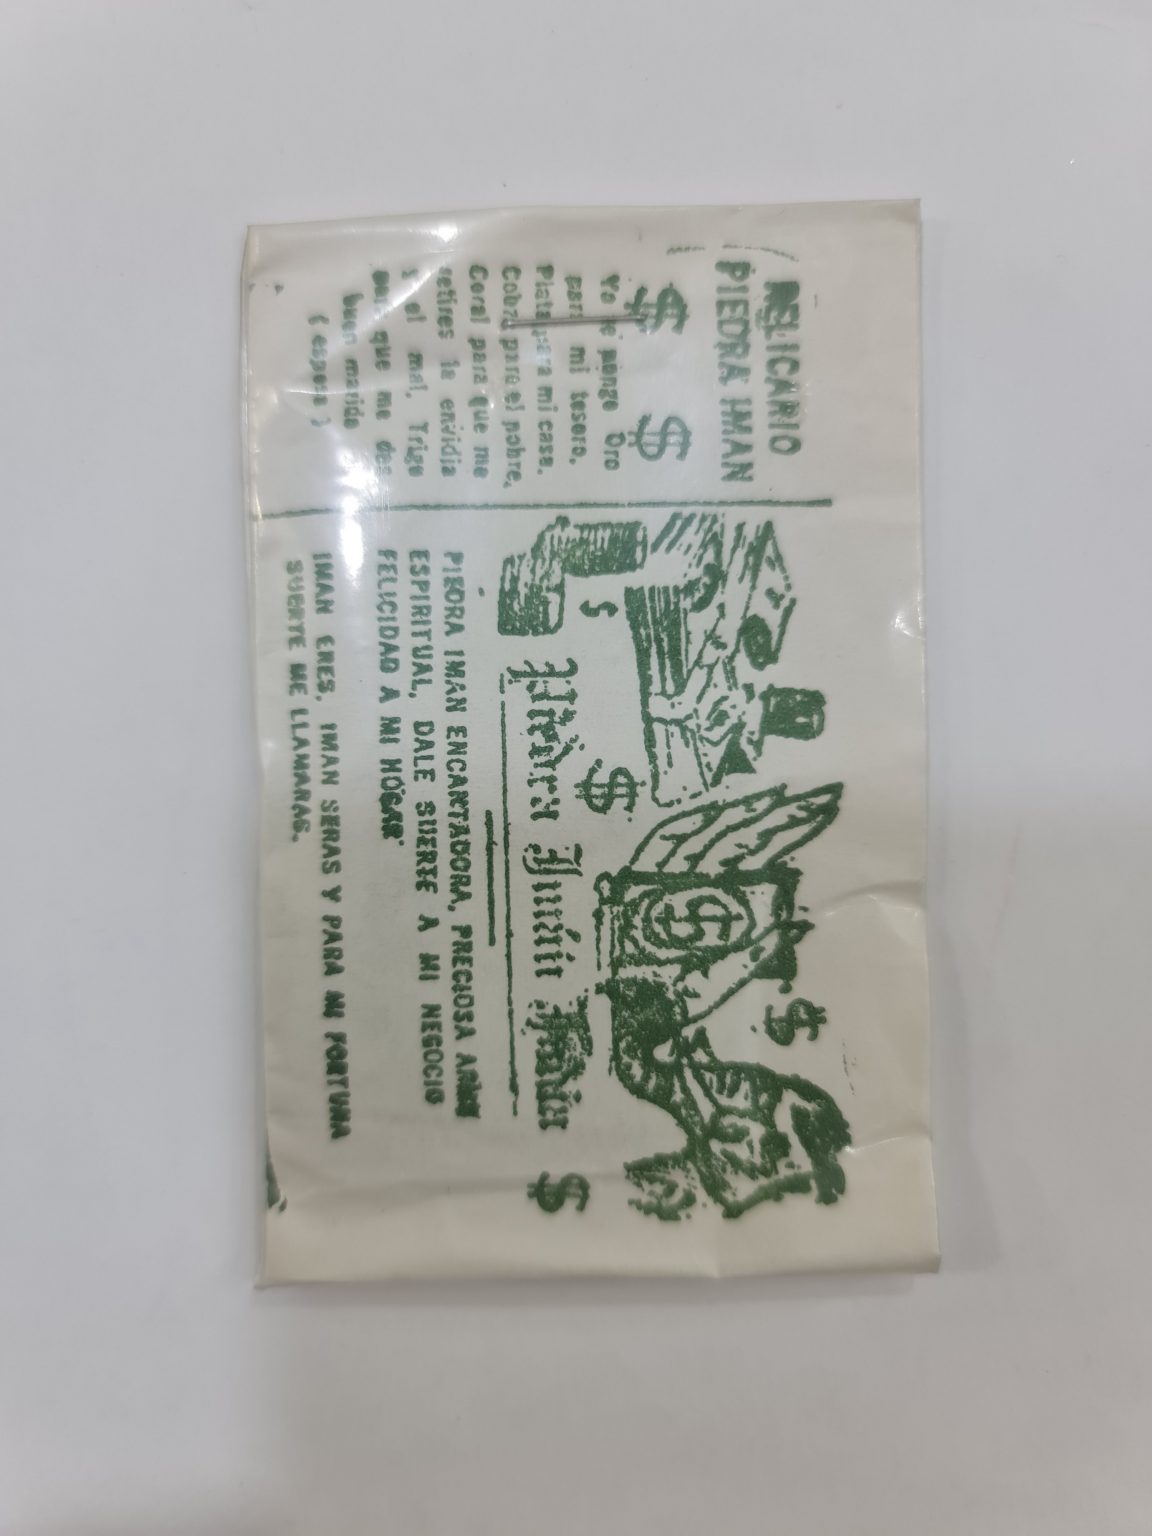 RELICARIO
PIEDRA IMAN
$ $
Yo te pongo Oro
para mi tesoro.
Plata para mi casa.
Cobre para el pobre.
Coral para que me
retires la envidia
y el mal. Trigo
para que me des
buen marido
( esposo )
$
$
$
$
$
Piedra Imán
PIEDRA IMAN ENCANTADORA, PRECIOSA
ESPIRITUAL, DALE SUERTE A MI NEGOCIO
FELICIDAD A MI HOGAR
IMAN ERES, IMAN SERAS Y PARA MI FORTUNA
SUERTE ME LLAMARAS.